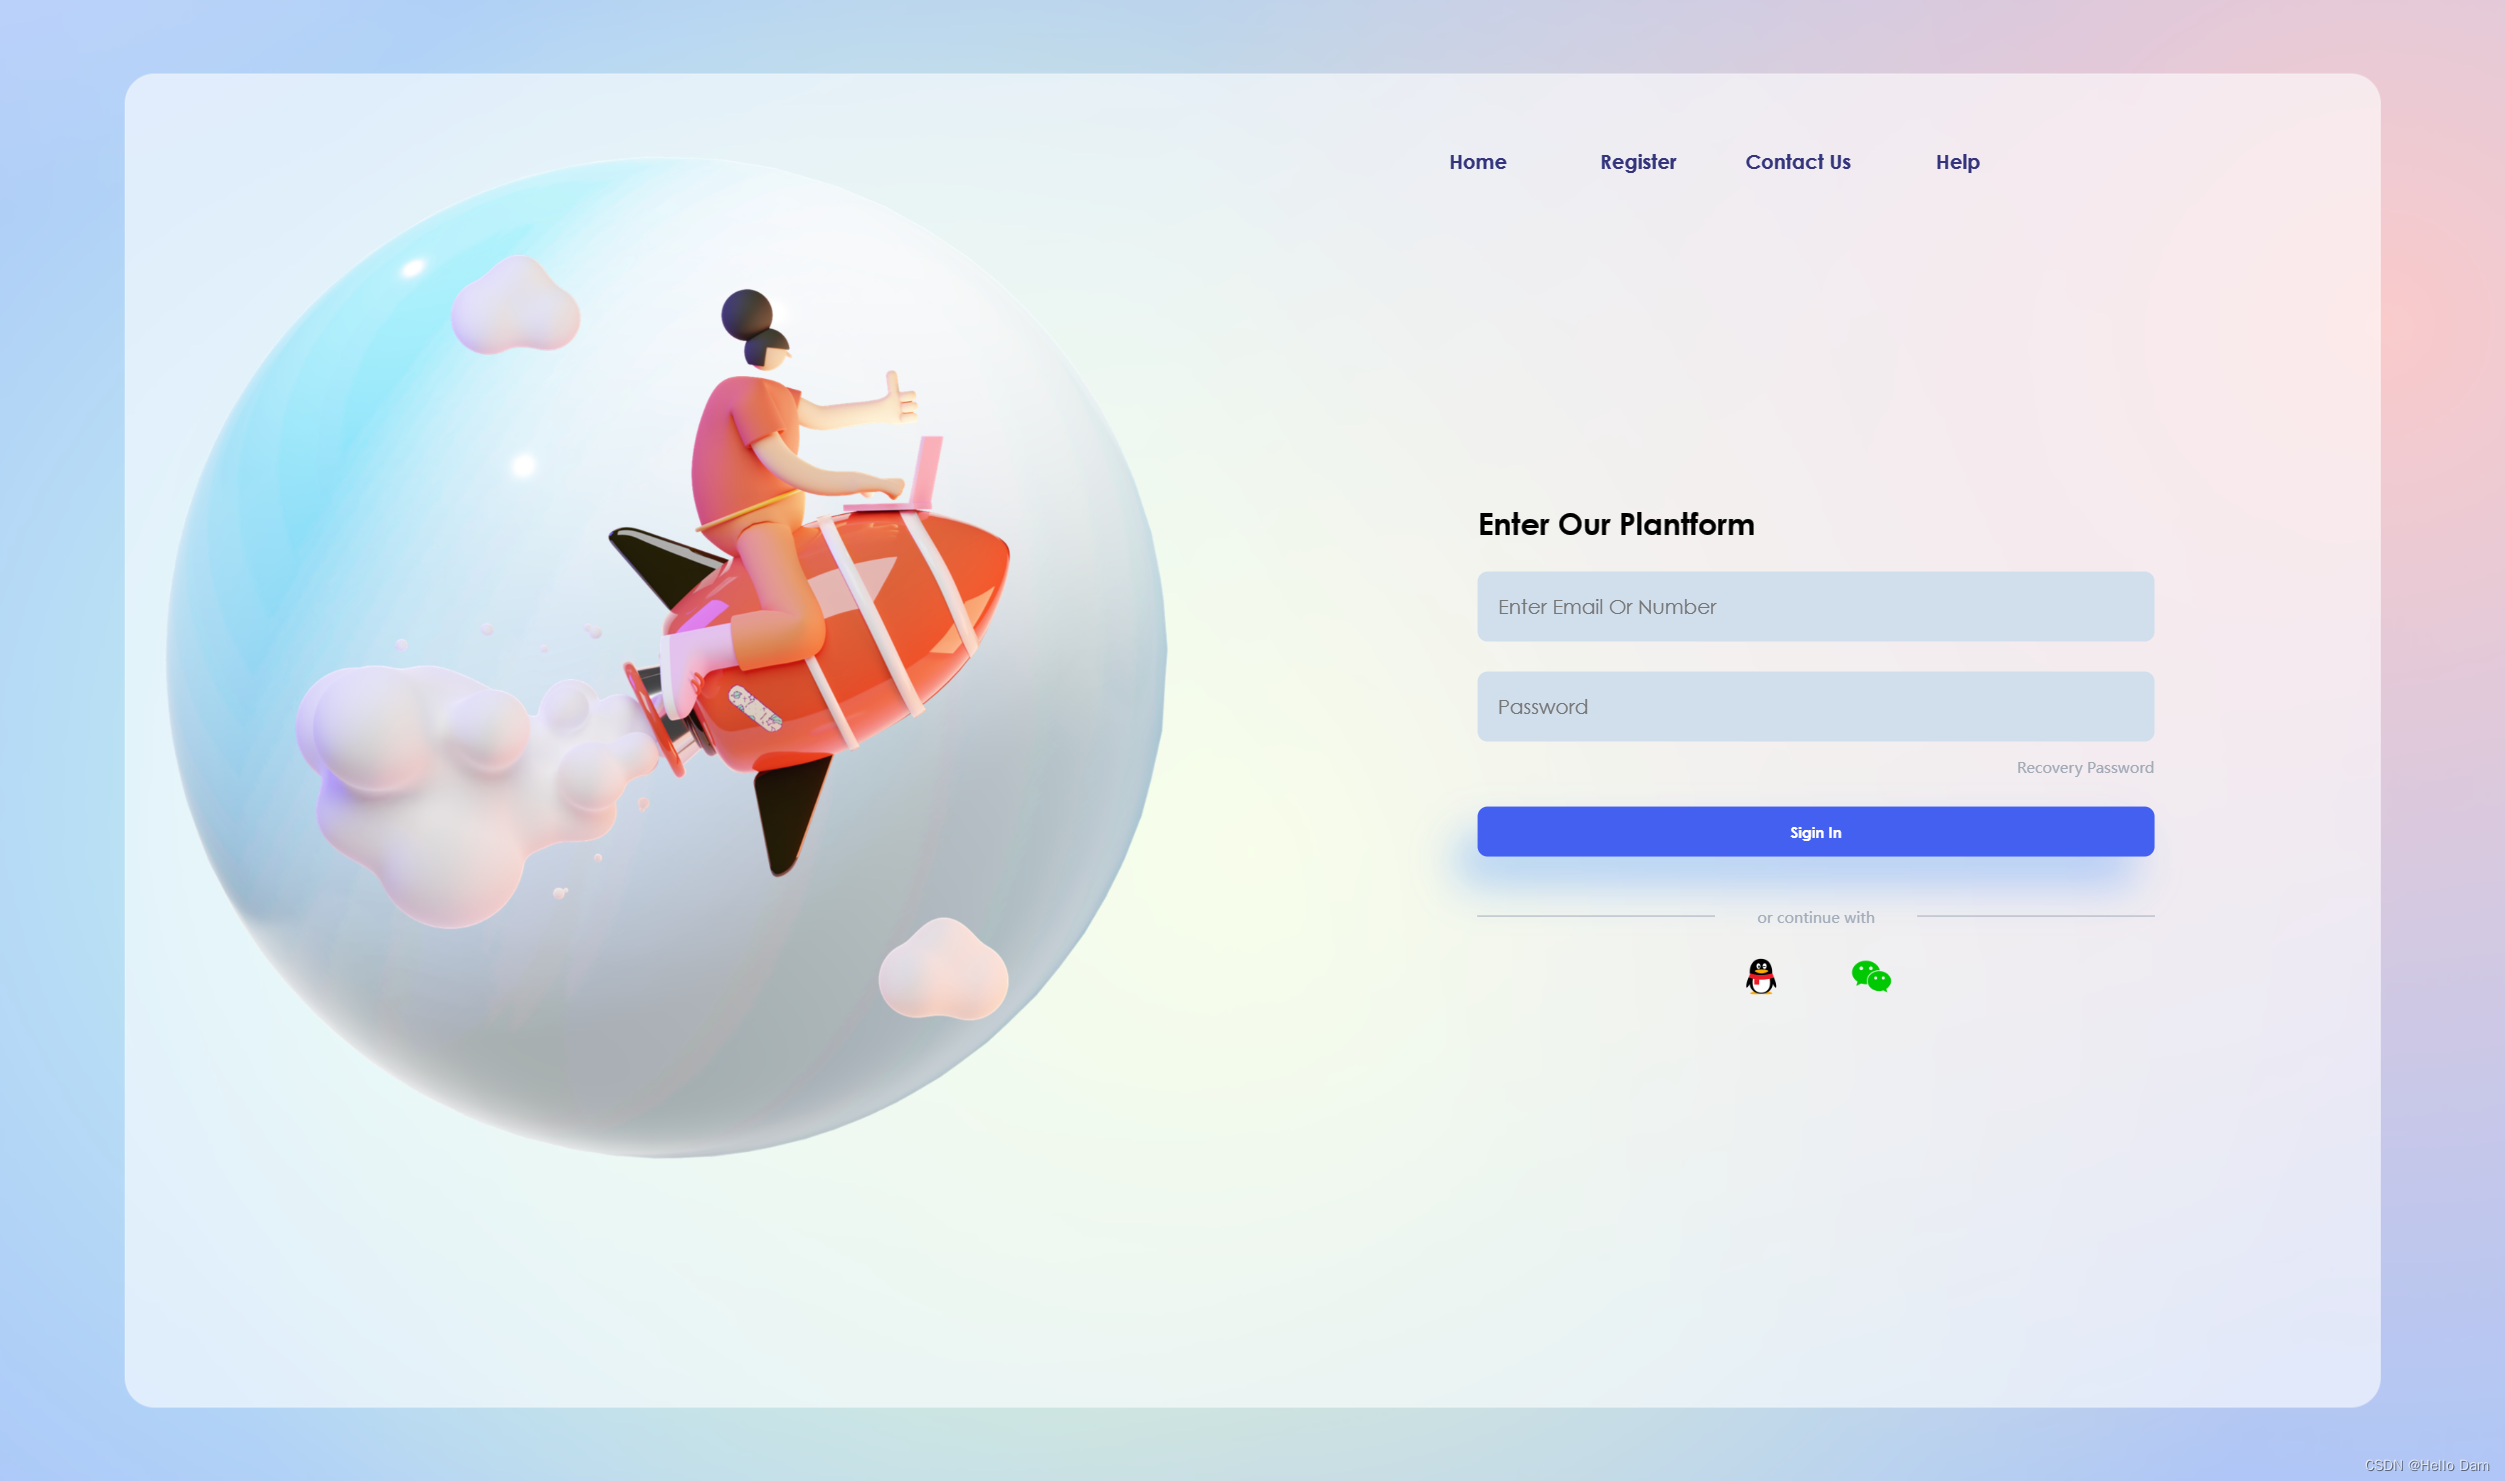 Home Register Contact Us Help
Enter Our Plantfform
Enter Email Or Number
Password
Recovery Password
Sigin In
or continue with
CSDN @Hello Dam